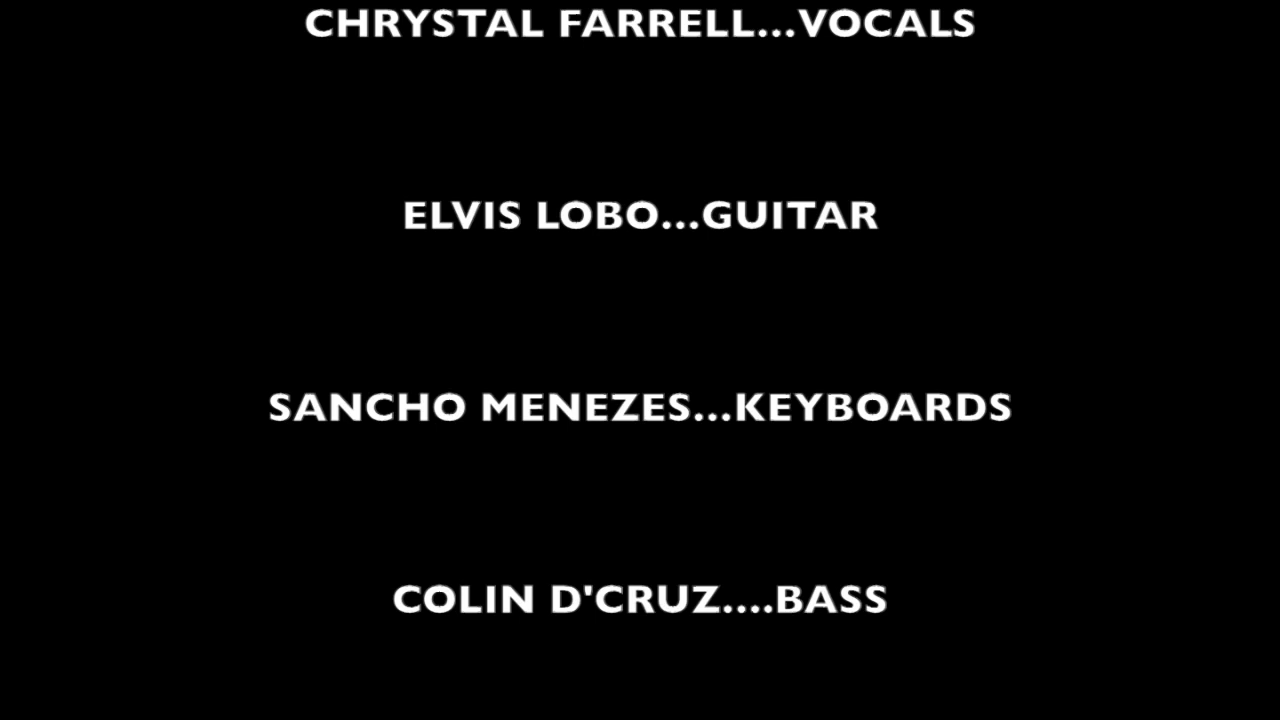 CHRYSTAL FARRELL...VOCALS
ELVIS LOBO...GUITAR
SANCHO MENEZES...KEYBOARDS
COLIN D'CRUZ....BASS